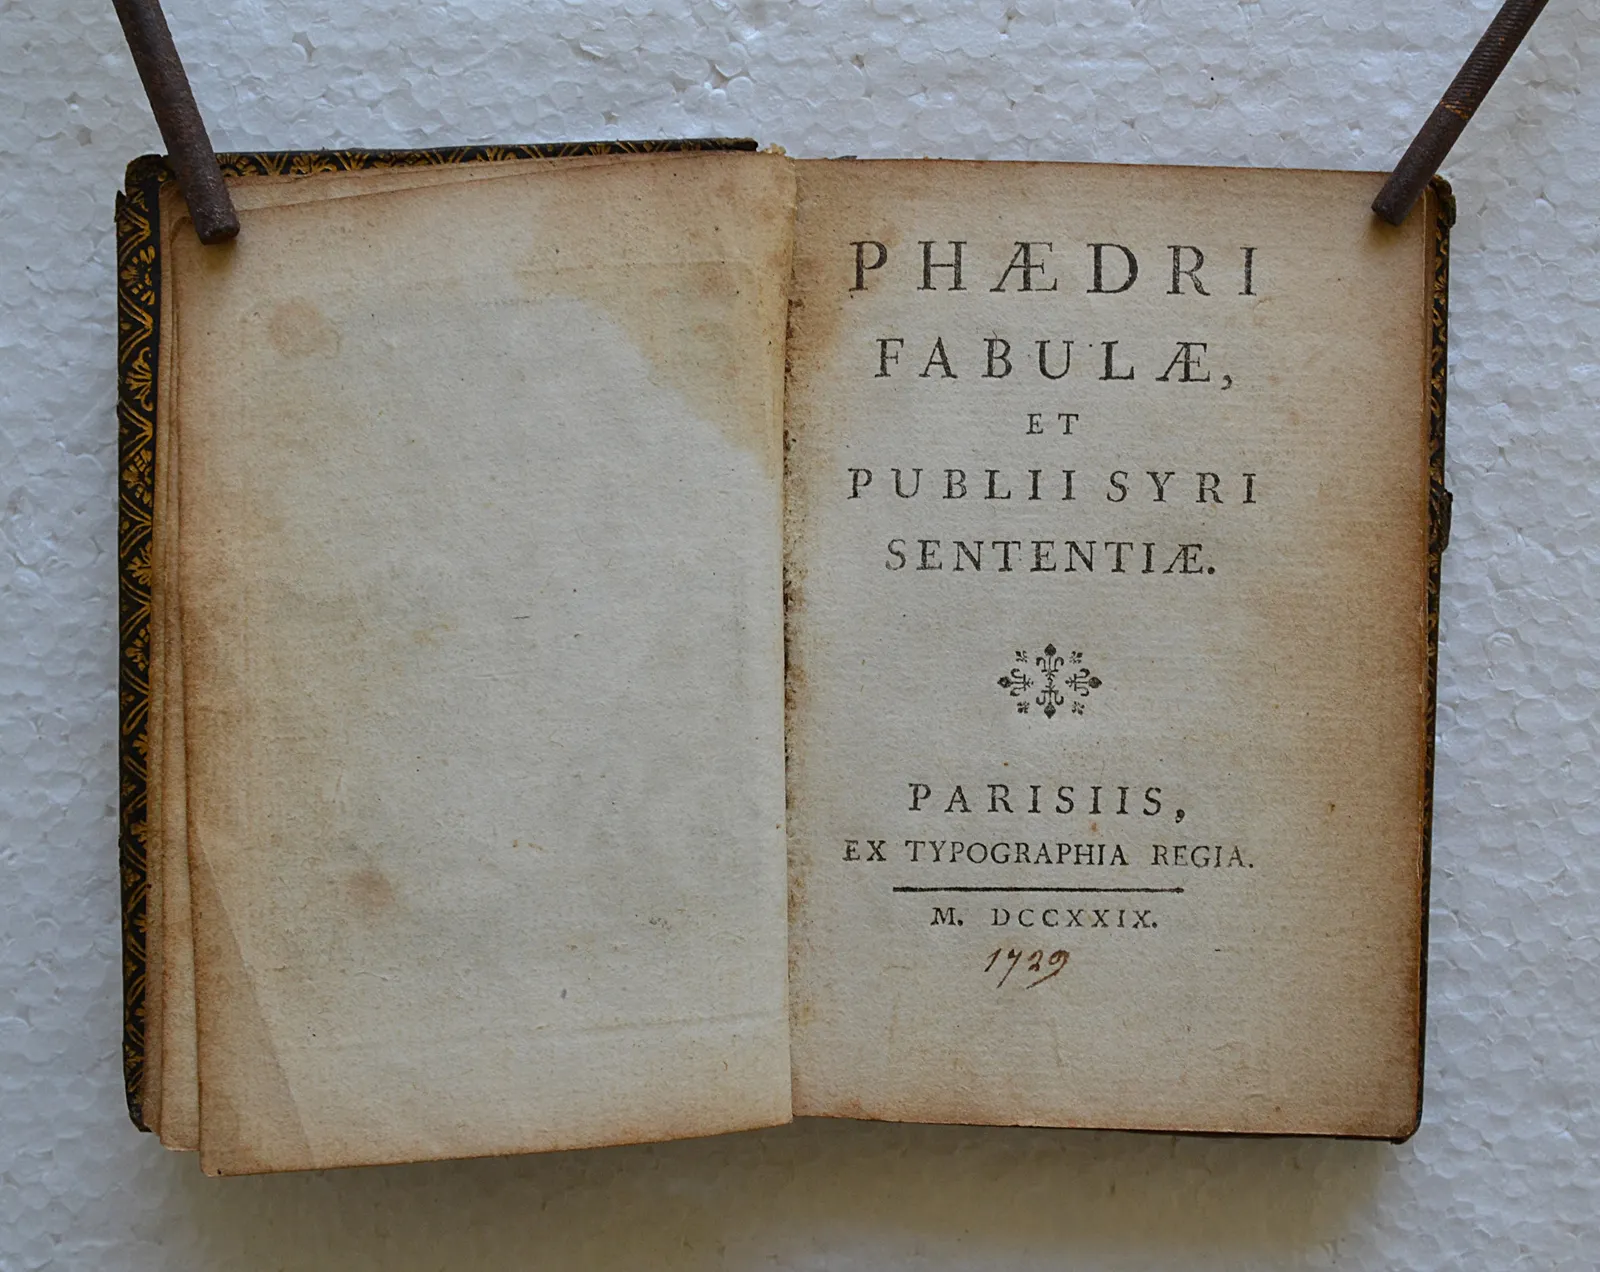 PHÆDRI
FABULÆ,
ET
PUBLII SYRI
SENTENTIÆ.
PARISIIS,
EX TYPOGRAPHIA REGIA.
M. DCCXXIX.
1729